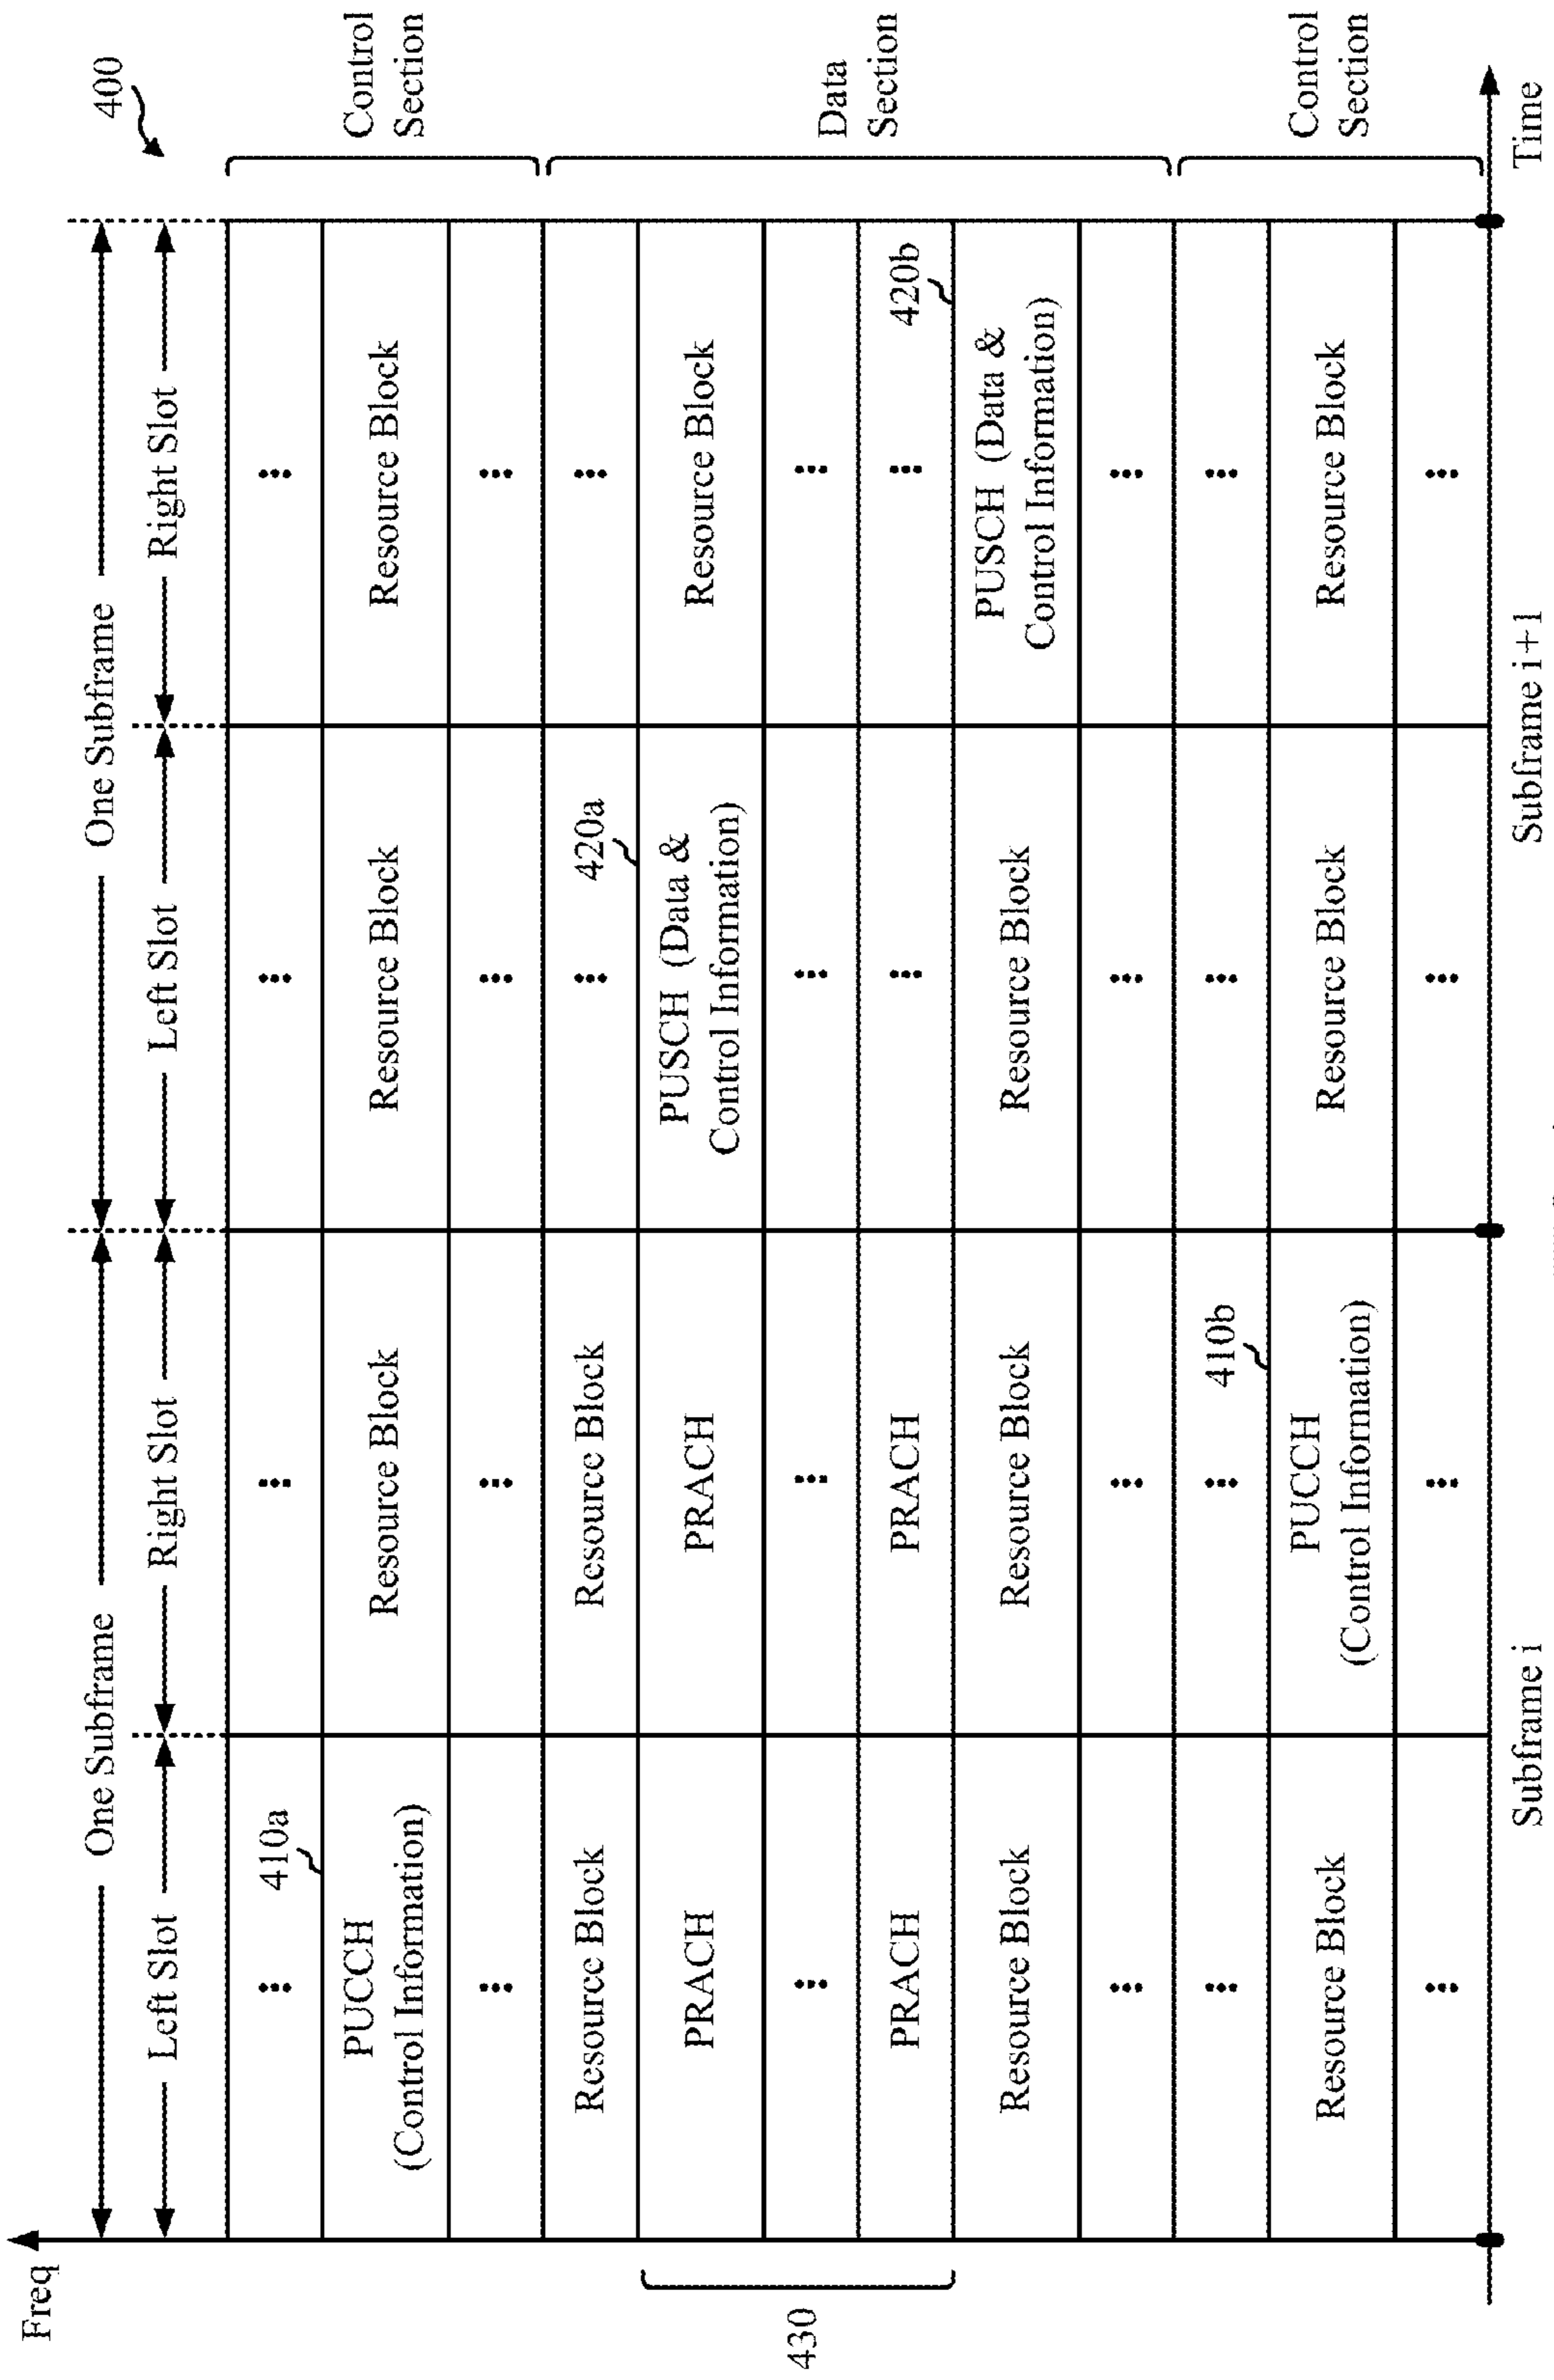 400
One Subframe
One Subframe
Left Slot
Right Slot
Left Slot
Right Slot
Freq
Control
Section
Data
Section
Control
Section
430
410a
PUCCH
(Control Information)
Resource Block
Resource Block
Resource Block
Resource Block
Resource Block
420a
PRACH
PRACH
PUSCH (Data &
Control Information)
Resource Block
PRACH
PRACH
420b
Resource Block
Resource Block
Resource Block
PUSCH (Data &
Control Information)
410b
Resource Block
PUCCH
(Control Information)
Resource Block
Resource Block
Subframe i
Subframe i+1
Time